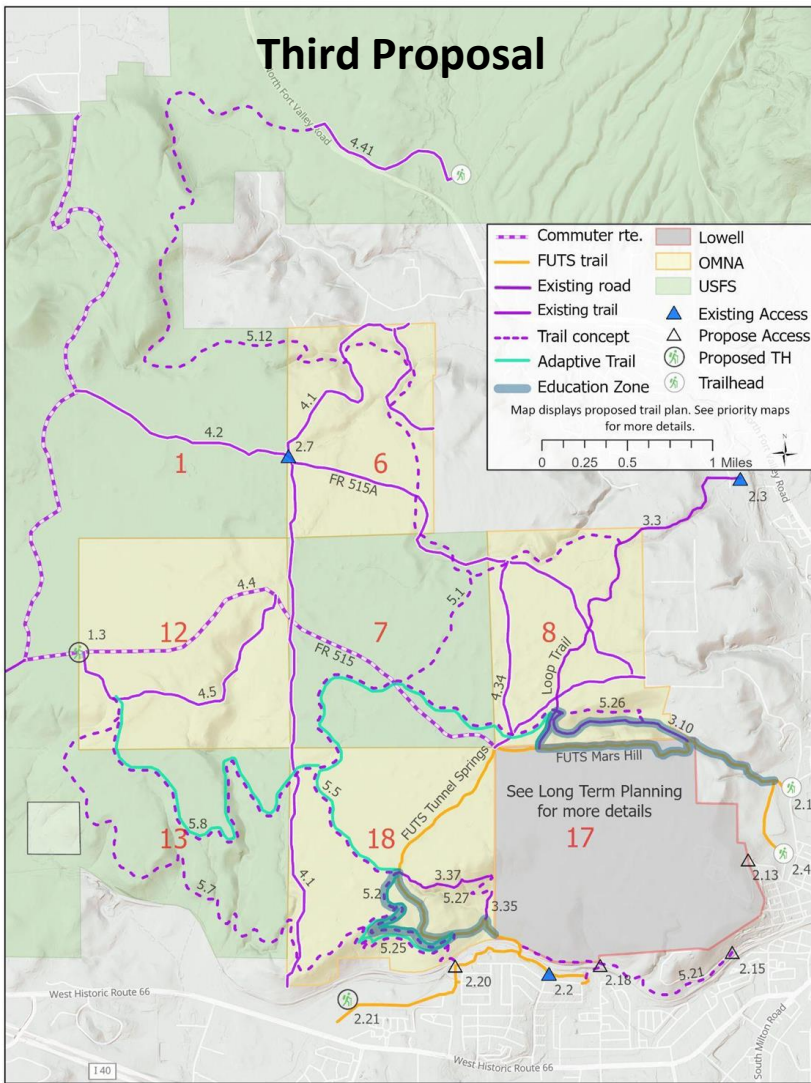 Third Proposal
North Fort Valley Road
4.41
Commuter rte.
FUTS trail
Existing road
Existing trail
Trail concept
Adaptive Trail
Education Zone
Lowell
OMNA
USFS
Existing Access
Propose Access
Proposed TH
Trailhead
Map displays proposed trail plan. See priority maps
for more details.
N
0 0.25 0.5 1 Miles
North Fort Valley Road
5.12
4.1
4.2
2.7
1
6
FR 515A
2.3
3.3
5.1
4.4
1.3
12
7
8
FR 515
4.34
Loop Trail
4.5
5.26
3.10
FUTS Mars Hill
FUTS Tunnel Springs
2.1
5.5
See Long Term Planning
for more details
5.8
13
18
17
2.4
2.13
5.7
4.1
3.37
5.2
5.27
3.35
5.25
2.20
2.2
2.18
5.21
2.15
2.21
West Historic Route 66
West Historic Route 66
South Milton Road
I 40